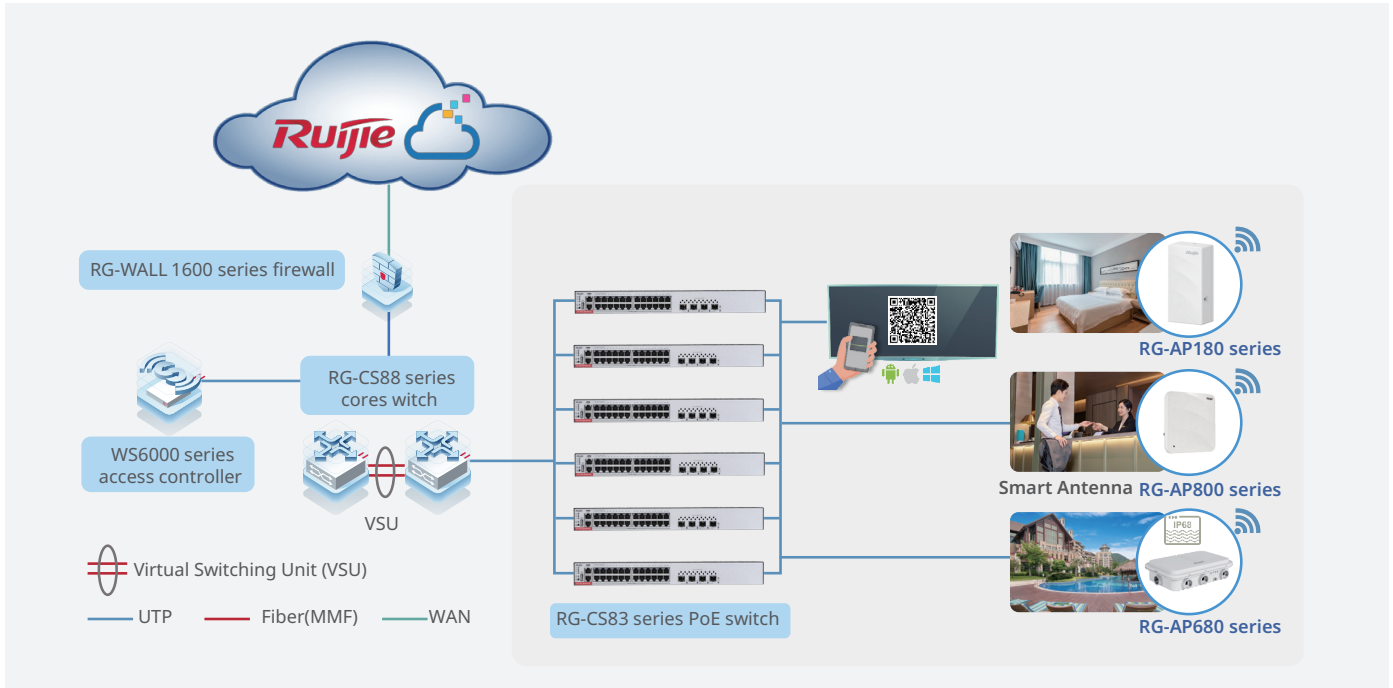 Ruijie
RG-WALL 1600 series firewall
RG-CS88 series
cores witch
WS6000 series
access controller
VSU
Virtual Switching Unit (VSU)
UTP
Fiber(MMF)
WAN
RG-CS83 series PoE switch
RG-AP180 series
Smart Antenna
RG-AP800 series
IP68
RG-AP680 series